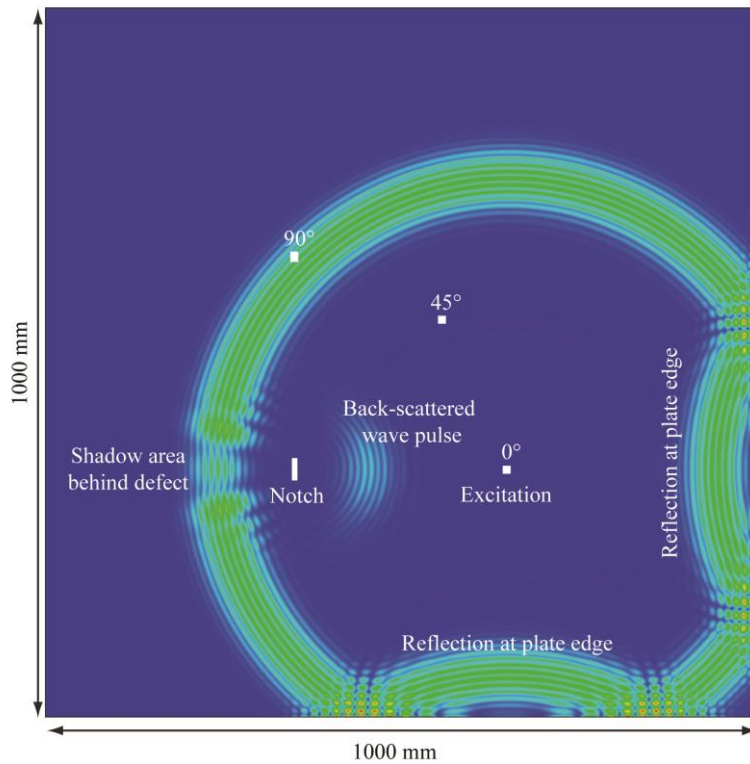 90°
45°
1000 mm
Reflection at plate edge
Back-scattered
wave pulse
Shadow area
behind defect
0°
Notch
Excitation
Reflection at plate edge
1000 mm